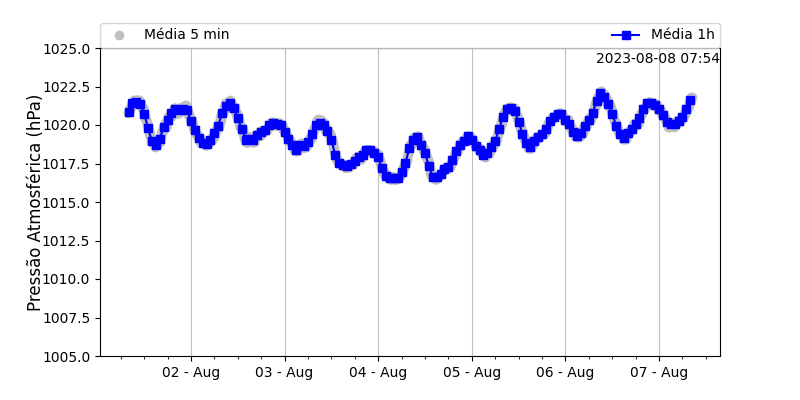 Média 5 min
Média 1h
2023-08-08 07:54
Pressão Atmosférica (hPa)
1025.0
1022.5
1020.0
1017.5
1015.0
1012.5
1010.0
1007.5
1005.0
02 - Aug
03 - Aug
04 - Aug
05 - Aug
06 - Aug
07 - Aug